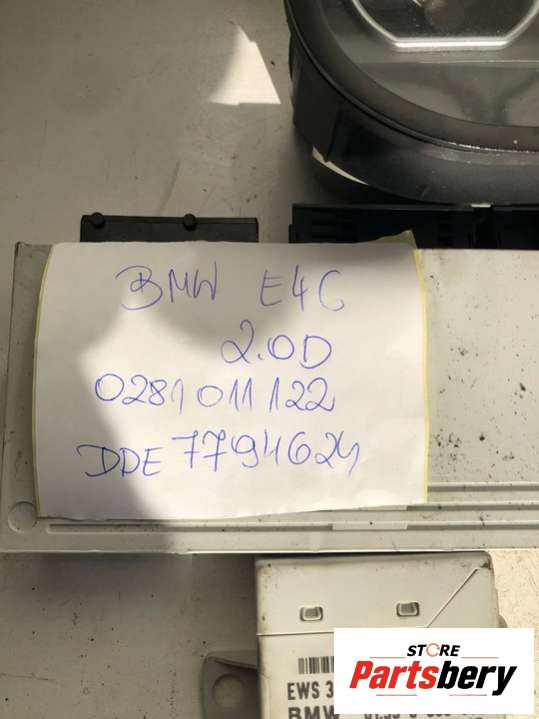 BMW E46
2.0D
0281011122
DDE 7794624
EWS 3
BMW
STORE
Partsbery